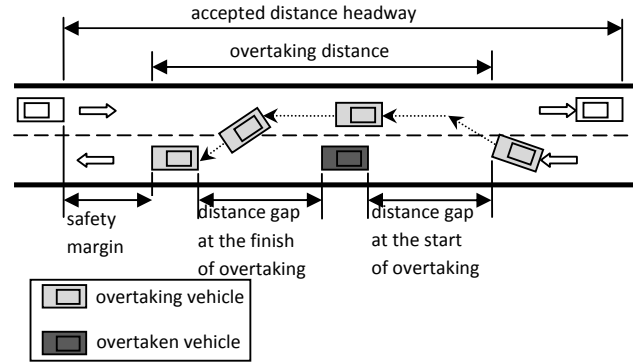 accepted distance headway
overtaking distance
safety
margin
distance gap
at the finish
of overtaking
distance gap
at the start
of overtaking
overtaking vehicle
overtaken vehicle